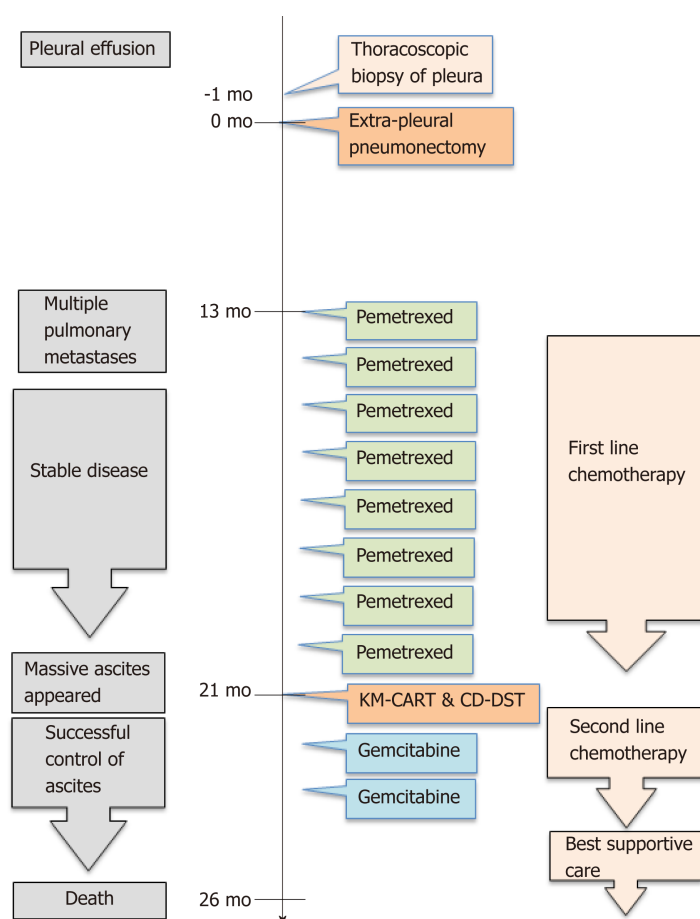 Pleural effusion
Thoracoscopic
biopsy of pleura
-1 mo
0 mo
Extra-pleural
pneumonectomy
Multiple
pulmonary
metastases
13 mo
Pemetrexed
Pemetrexed
Pemetrexed
Pemetrexed
Pemetrexed
Pemetrexed
Pemetrexed
Pemetrexed
First line
chemotherapy
Stable disease
Massive ascites
appeared
21 mo
KM-CART & CD-DST
Successful
control of
ascites
Gemcitabine
Gemcitabine
Second line
chemotherapy
Best supportive
care
Death
26 mo